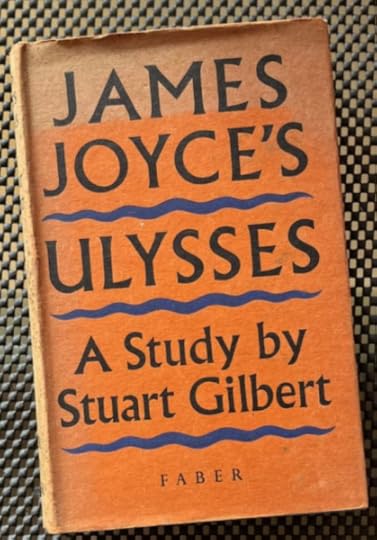 JAMES
JOYCE'S
ULYSSES
A Study by
Stuart Gilbert
FABER